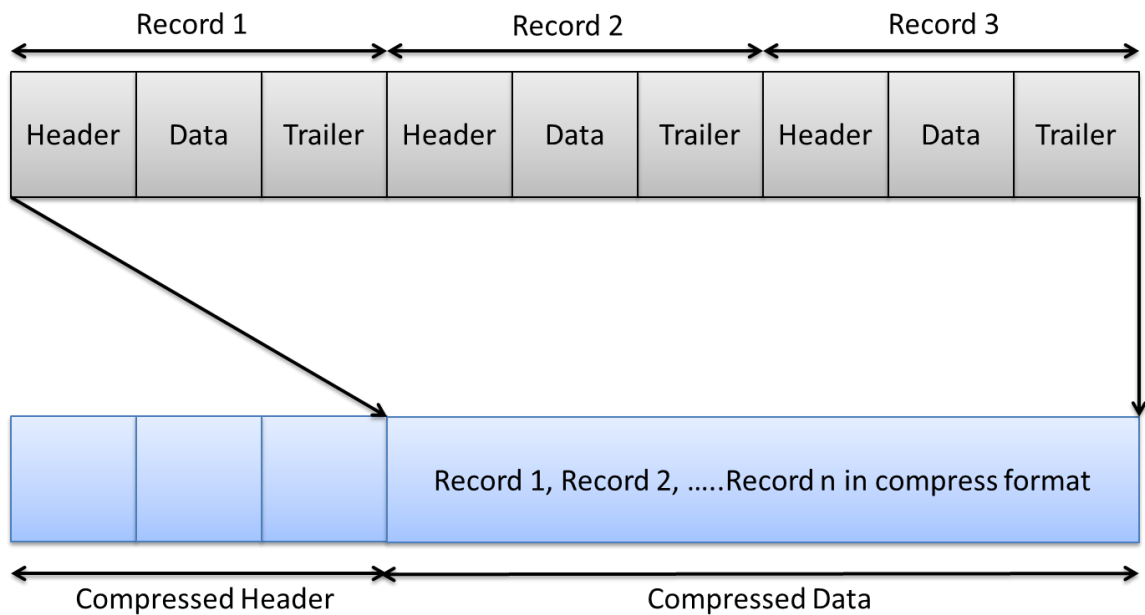 Record 1
Record 2
Record 3
Header
Data
Trailer
Header
Data
Trailer
Header
Data
Trailer
Record 1, Record 2, …..Record n in compress format
Compressed Header
Compressed Data